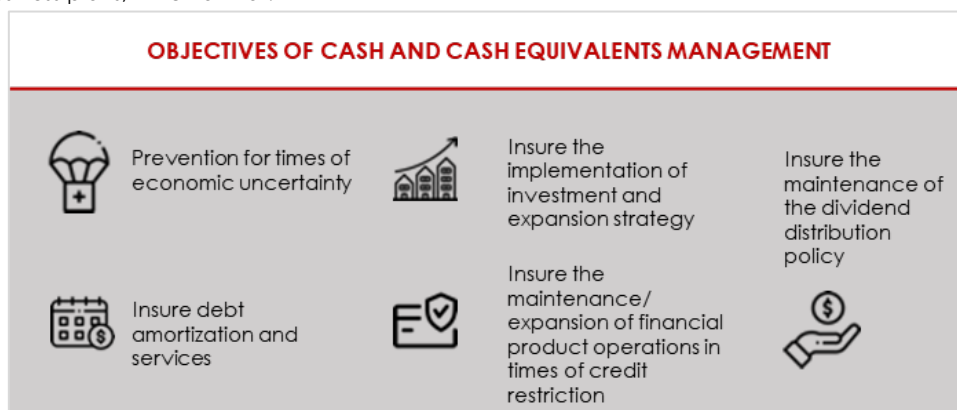 OBJECTIVES OF CASH AND CASH EQUIVALENTS MANAGEMENT
Prevention for times of
economic uncertainty
Insure the
implementation of
investment and
expansion strategy
Insure the
maintenance of
the dividend
distribution
policy
Insure debt
amortization and
services
Insure the
maintenance/
expansion of financial
product operations in
times of credit
restriction